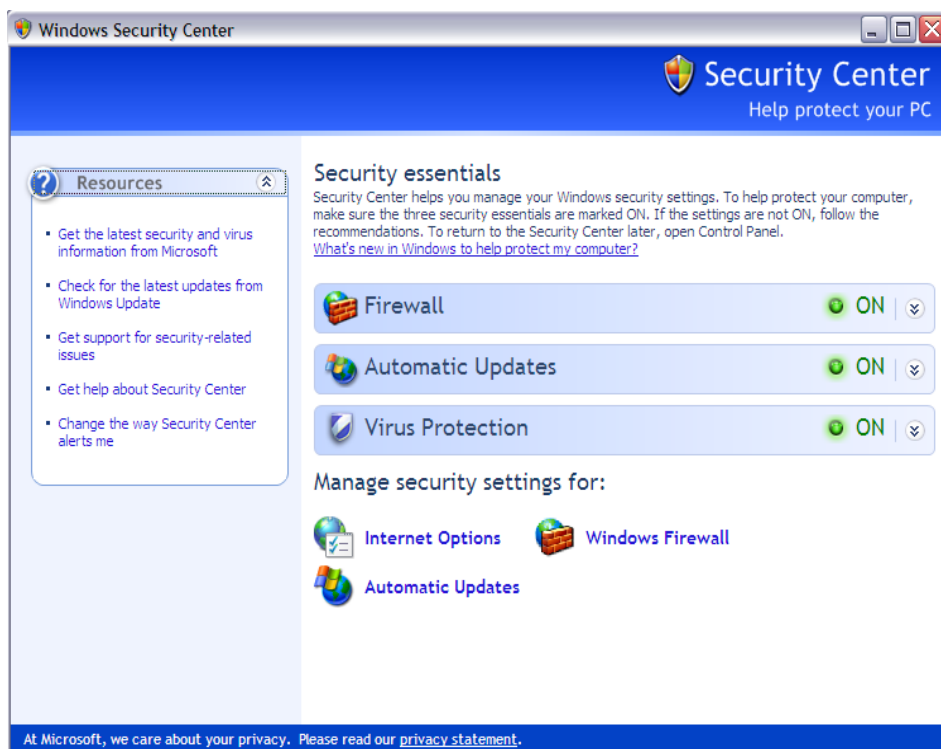 Windows Security Center
Security Center
Help protect your PC
Resources
Get the latest security and virus
information from Microsoft
Check for the latest updates from
Windows Update
Get support for security-related
issues
Get help about Security Center
Change the way Security Center
alerts me
Security essentials
Security Center helps you manage your Windows security settings. To help protect your computer,
make sure the three security essentials are marked ON. If the settings are not ON, follow the
recommendations. To return to the Security Center later, open Control Panel.
What's new in Windows to help protect my computer?
Firewall ON
Automatic Updates ON
Virus Protection ON
Manage security settings for:
Internet Options Windows Firewall
Automatic Updates
At Microsoft, we care about your privacy. Please read our privacy statement.